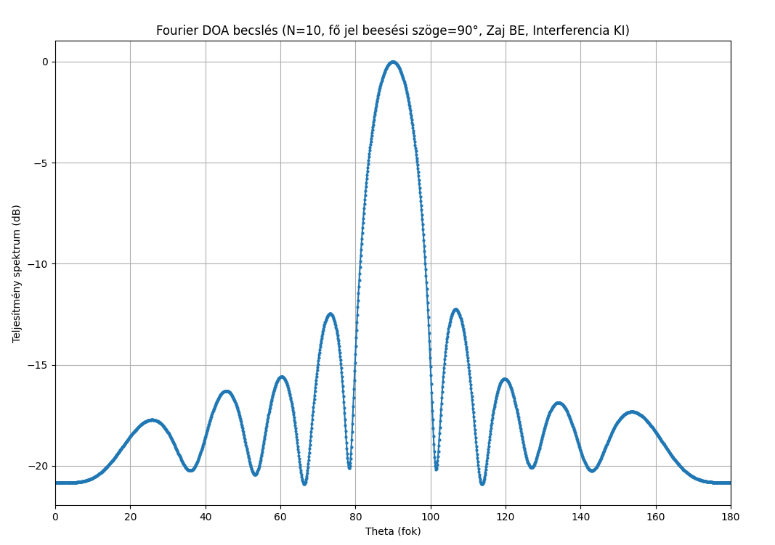 Fourier DOA becslés (N=10, fő jel beesési szöge=90°, Zaj BE, Interferencia KI)
Teljesítmény spektrum (dB)
0
−5
−10
−15
−20
0 20 40 60 80 100 120 140 160 180
Theta (fok)